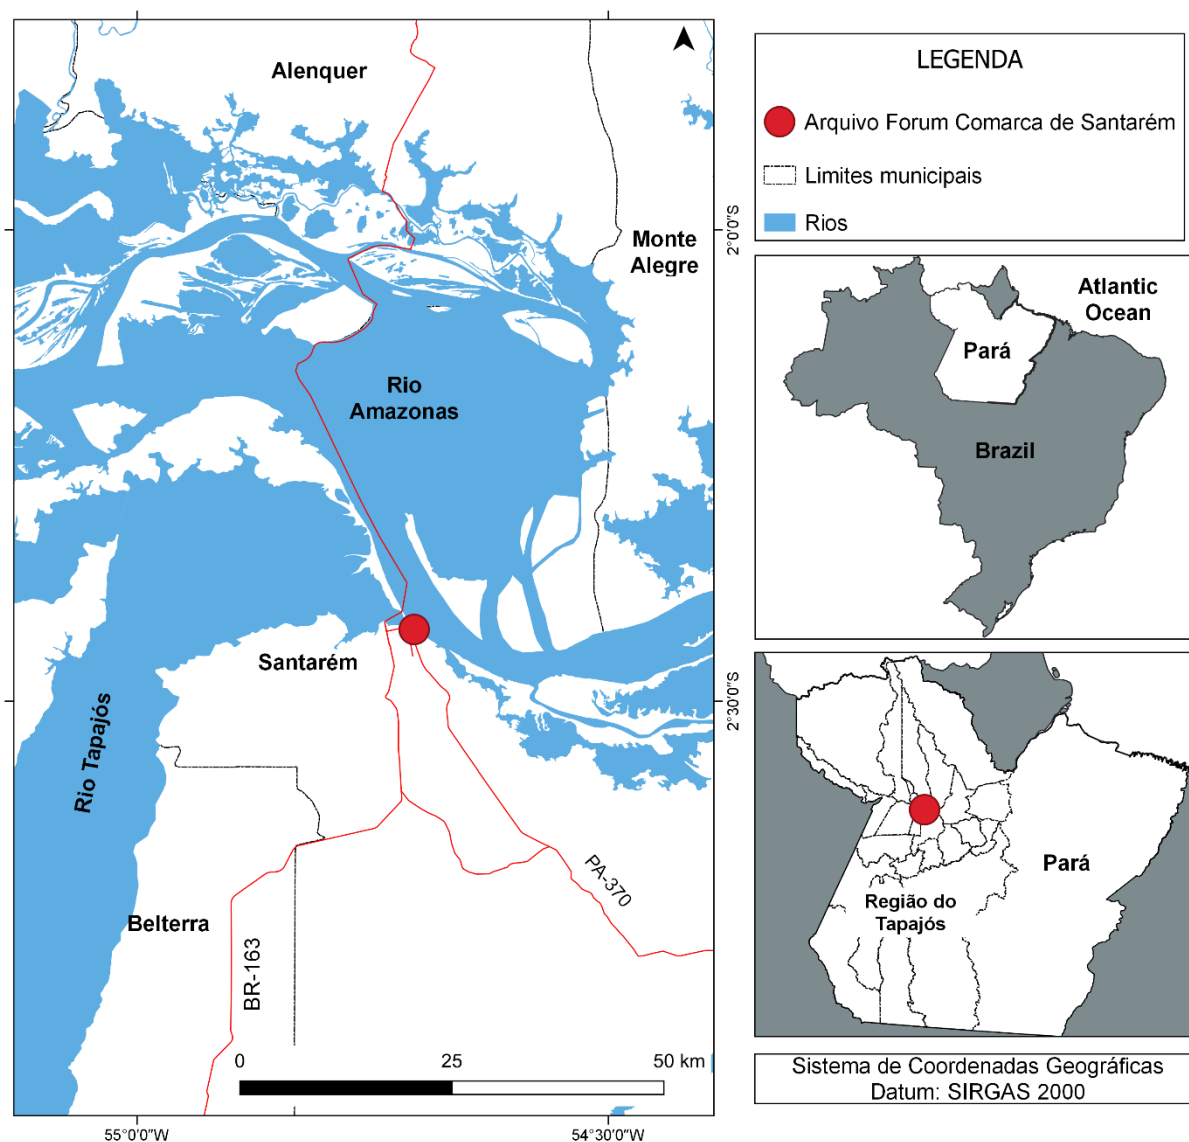 Alenquer
Monte
Alegre
Rio
Amazonas
Santarém
Rio Tapajós
Belterra
BR-163
PA-370
0 25 50 km
55°0'0"W
54°30'0"W
2°0'0"S
2°30'0"S
LEGENDA
Arquivo Forum Comarca de Santarém
Limites municipais
Rios
Atlantic
Ocean
Pará
Brazil
Pará
Região do
Tapajós
Sistema de Coordenadas Geográficas
Datum: SIRGAS 2000